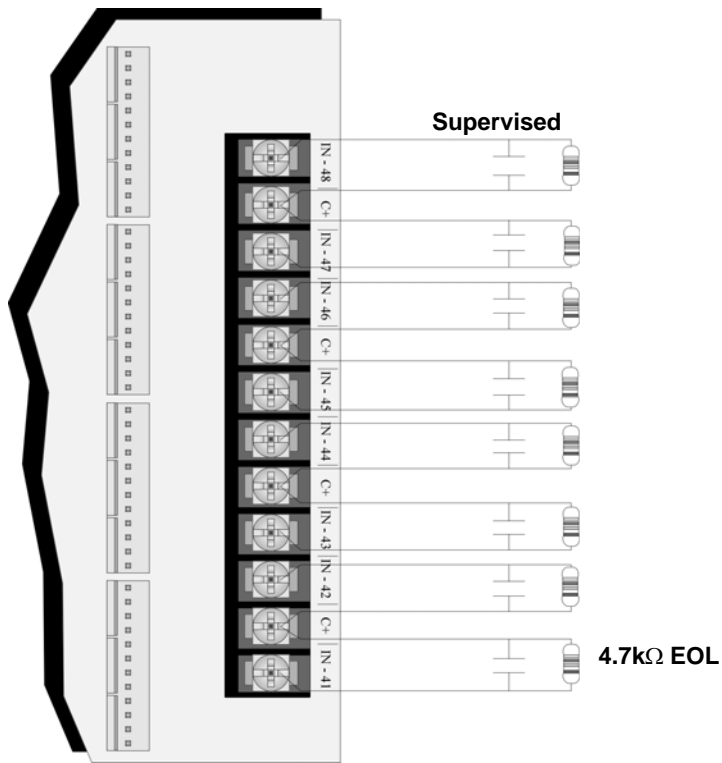 Supervised
IN - 48
C+
IN - 47
IN - 46
C+
IN - 45
IN - 44
C+
IN - 43
IN - 42
C+
IN - 41
4.7kΩ EOL